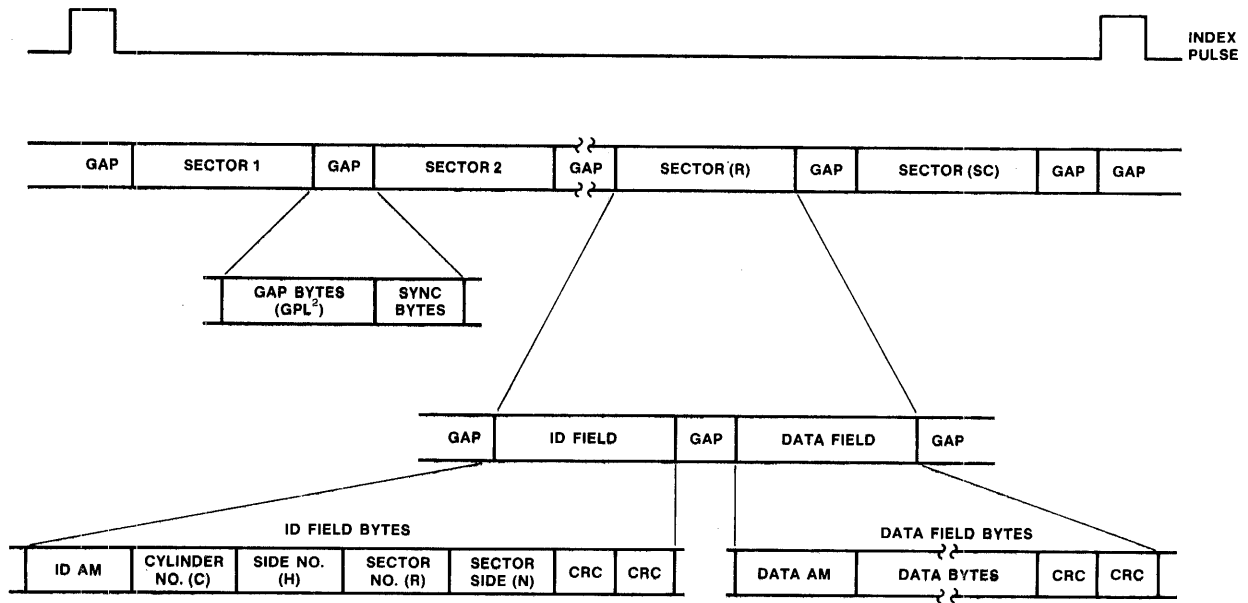 INDEX
PULSE
GAP SECTOR 1 GAP SECTOR 2 GAP SECTOR (R) GAP SECTOR (SC) GAP GAP
GAP BYTES
(GPL²)
SYNC
BYTES
GAP ID FIELD GAP DATA FIELD GAP
ID FIELD BYTES
ID AM
CYLINDER
NO. (C)
SIDE NO.
(H)
SECTOR
NO. (R)
SECTOR
SIDE (N)
CRC
CRC
DATA FIELD BYTES
DATA AM
DATA BYTES
CRC
CRC